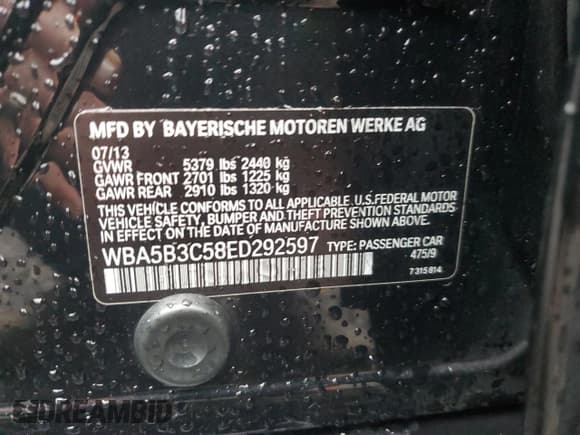 MFD BY BAYERISCHE MOTOREN WERKE AG
07/13
GVWR 5379 lbs 2440 kg
GAWR FRONT 2701 lbs 1225 kg
GAWR REAR 2910 lbs 1320 kg
THIS VEHICLE CONFORMS TO ALL APPLICABLE U.S.FEDERAL MOTOR
VEHICLE SAFETY, BUMPER AND THEFT PREVENTION STANDARDS
IN EFFECT ON THE DATE OF MANUFACTURE SHOWN ABOVE.
WBA5B3C58ED292597 TYPE: PASSENGER CAR
475/9
7 315 814
DREAMBID